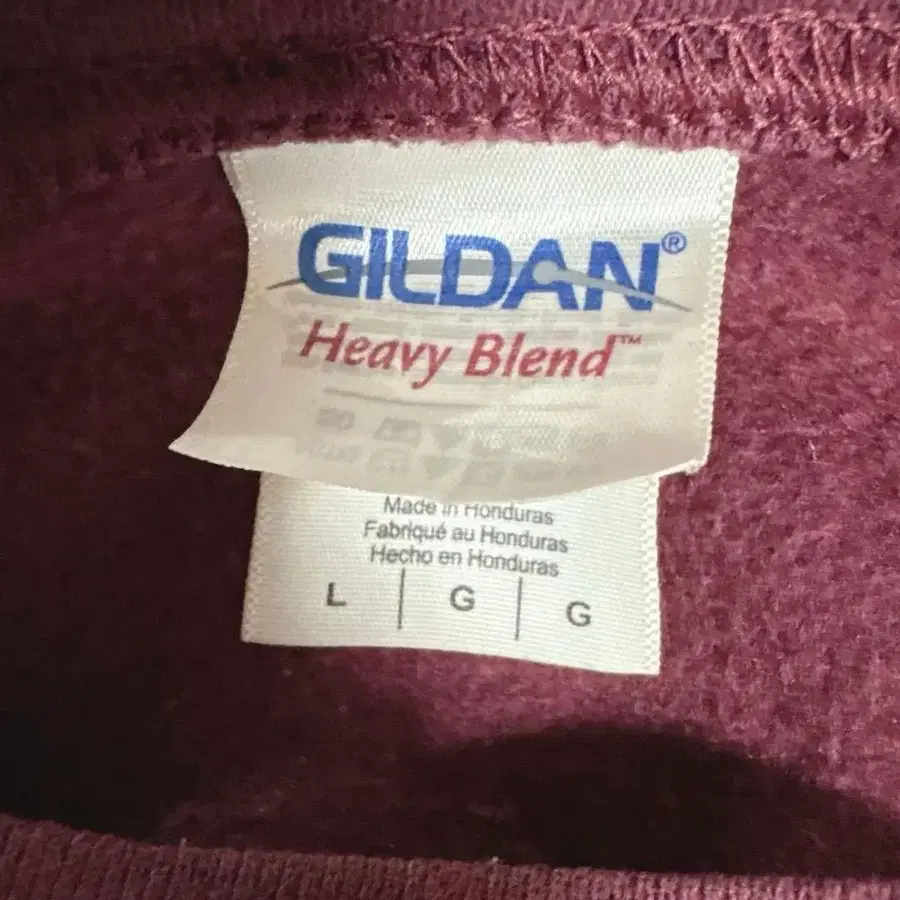 GILDAN®
Heavy Blend™
Made in Honduras
Fabriqué au Honduras
Hecho en Honduras
L | G | G